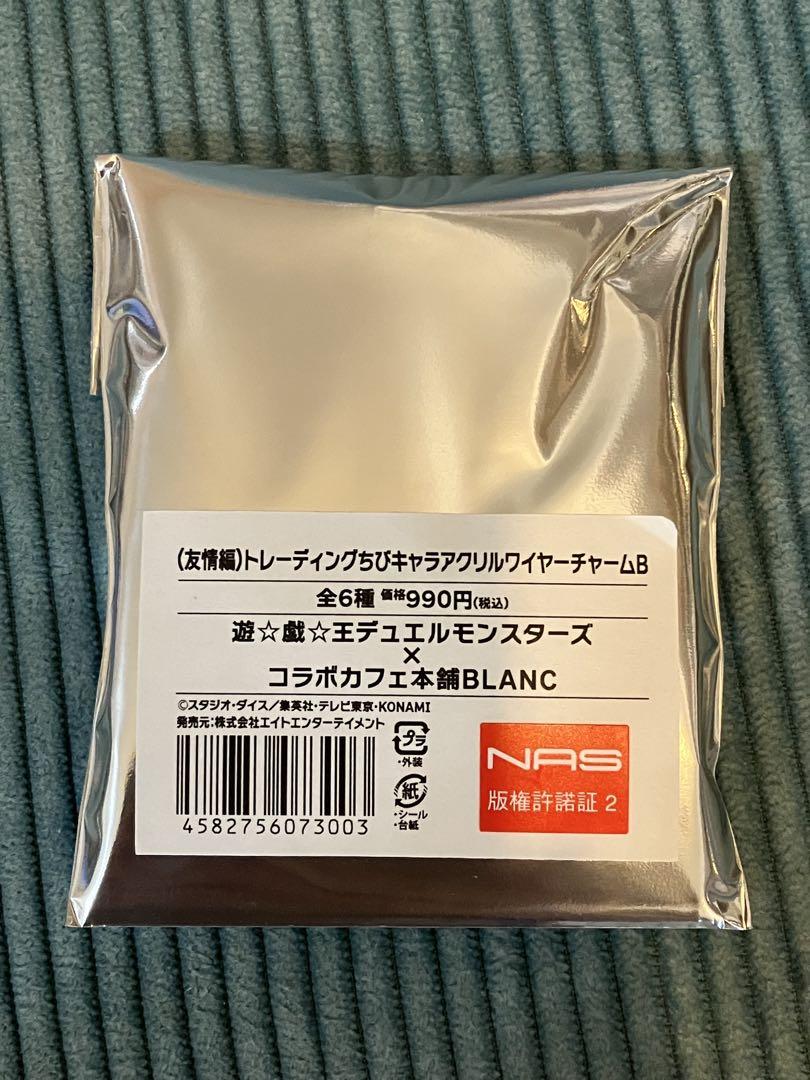 (友情編)トレーディングちびキャラアクリルワイヤーチャームB
全6種 価格990円(税込)
遊☆戯☆王デュエルモンスターズ
×
コラボカフェ本舗BLANC
©スタジオ・ダイス/集英社・テレビ東京・KONAMI
発売元:株式会社エイトエンターテイメント
プラ
・外装
紙
・シール
・台紙
4582756073003
NAS
版権許諾証 2